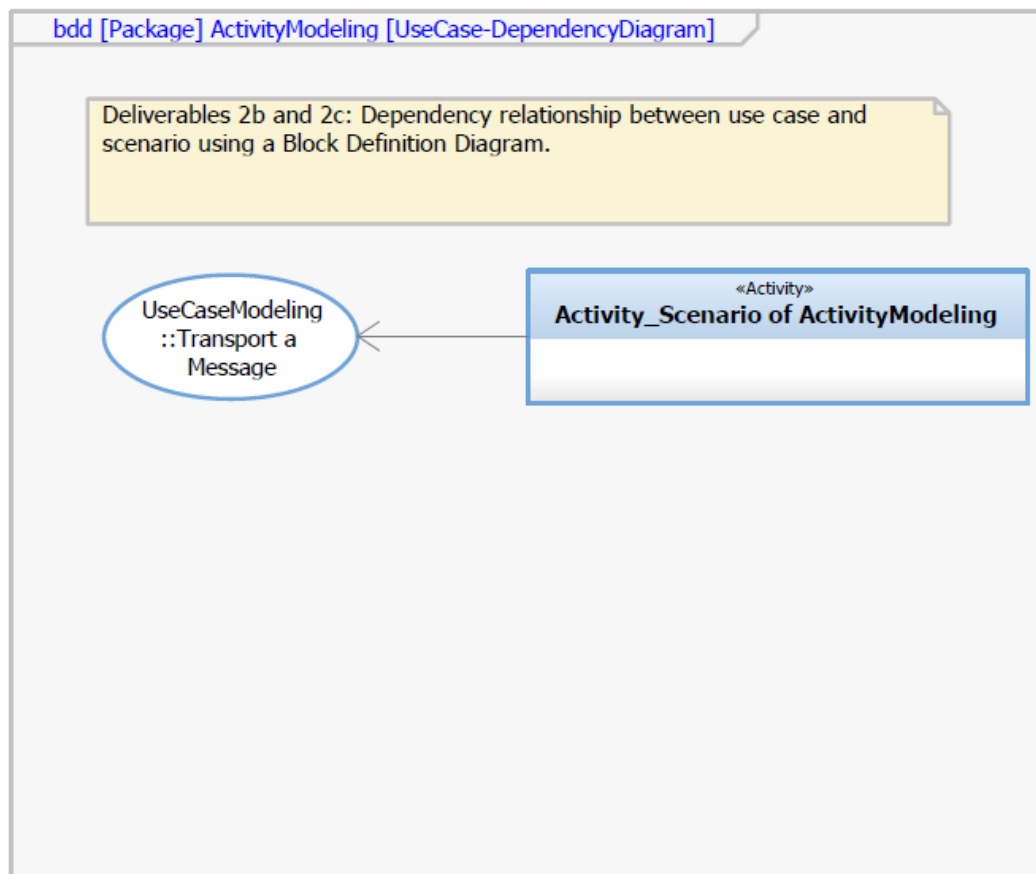 bdd [Package] ActivityModeling [UseCase-DependencyDiagram]
Deliverables 2b and 2c: Dependency relationship between use case and
scenario using a Block Definition Diagram.
UseCaseModeling
::Transport a
Message
«Activity»
Activity_Scenario of ActivityModeling